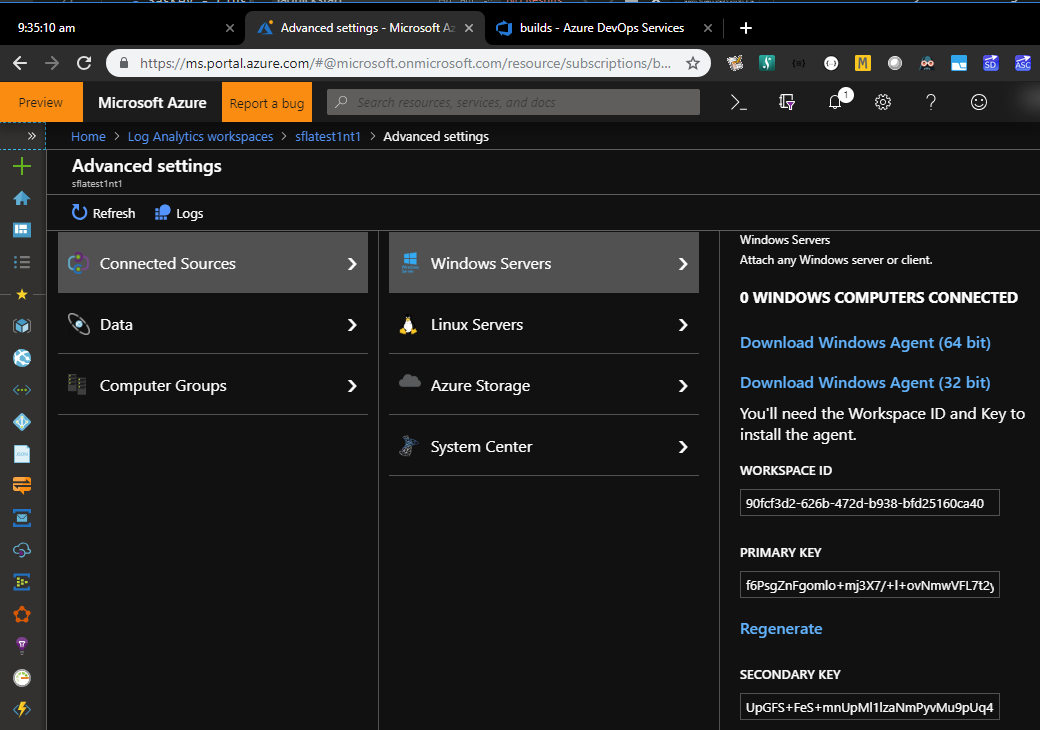 9:35:10 am
Advanced settings - Microsoft Az
builds - Azure DevOps Services
https://ms.portal.azure.com/#@microsoft.onmicrosoft.com/resource/subscriptions/b...
Preview
Microsoft Azure
Report a bug
Search resources, services, and docs
1
Home > Log Analytics workspaces > sflatest1nt1 > Advanced settings
Advanced settings
sflatest1nt1
Refresh
Logs
Connected Sources
Data
Computer Groups
Windows Servers
Linux Servers
Azure Storage
System Center
Windows Servers
Attach any Windows server or client.
0 WINDOWS COMPUTERS CONNECTED
Download Windows Agent (64 bit)
Download Windows Agent (32 bit)
You'll need the Workspace ID and Key to
install the agent.
WORKSPACE ID
90fcf3d2-626b-472d-b938-bfd25160ca40
PRIMARY KEY
f6PsgZnFgomlo+mj3X7/+l+ovNmwVFL7t2y
Regenerate
SECONDARY KEY
UpGFS+FeS+mnUpMl1lzaNmPyvMu9pUq4